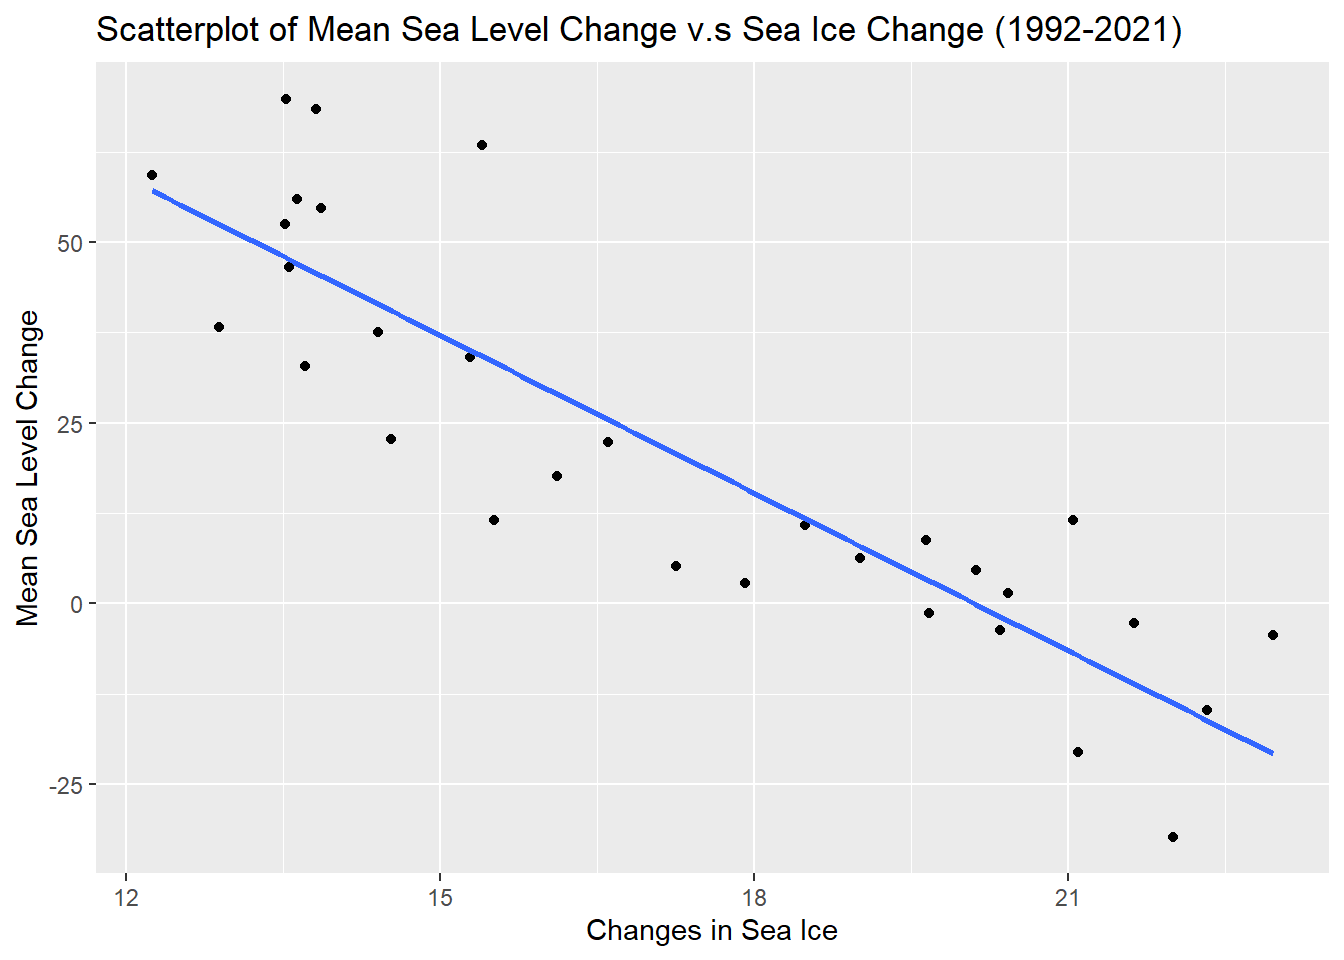 Scatterplot of Mean Sea Level Change v.s Sea Ice Change (1992-2021)
Mean Sea Level Change
50
25
0
-25
12 15 18 21
Changes in Sea Ice